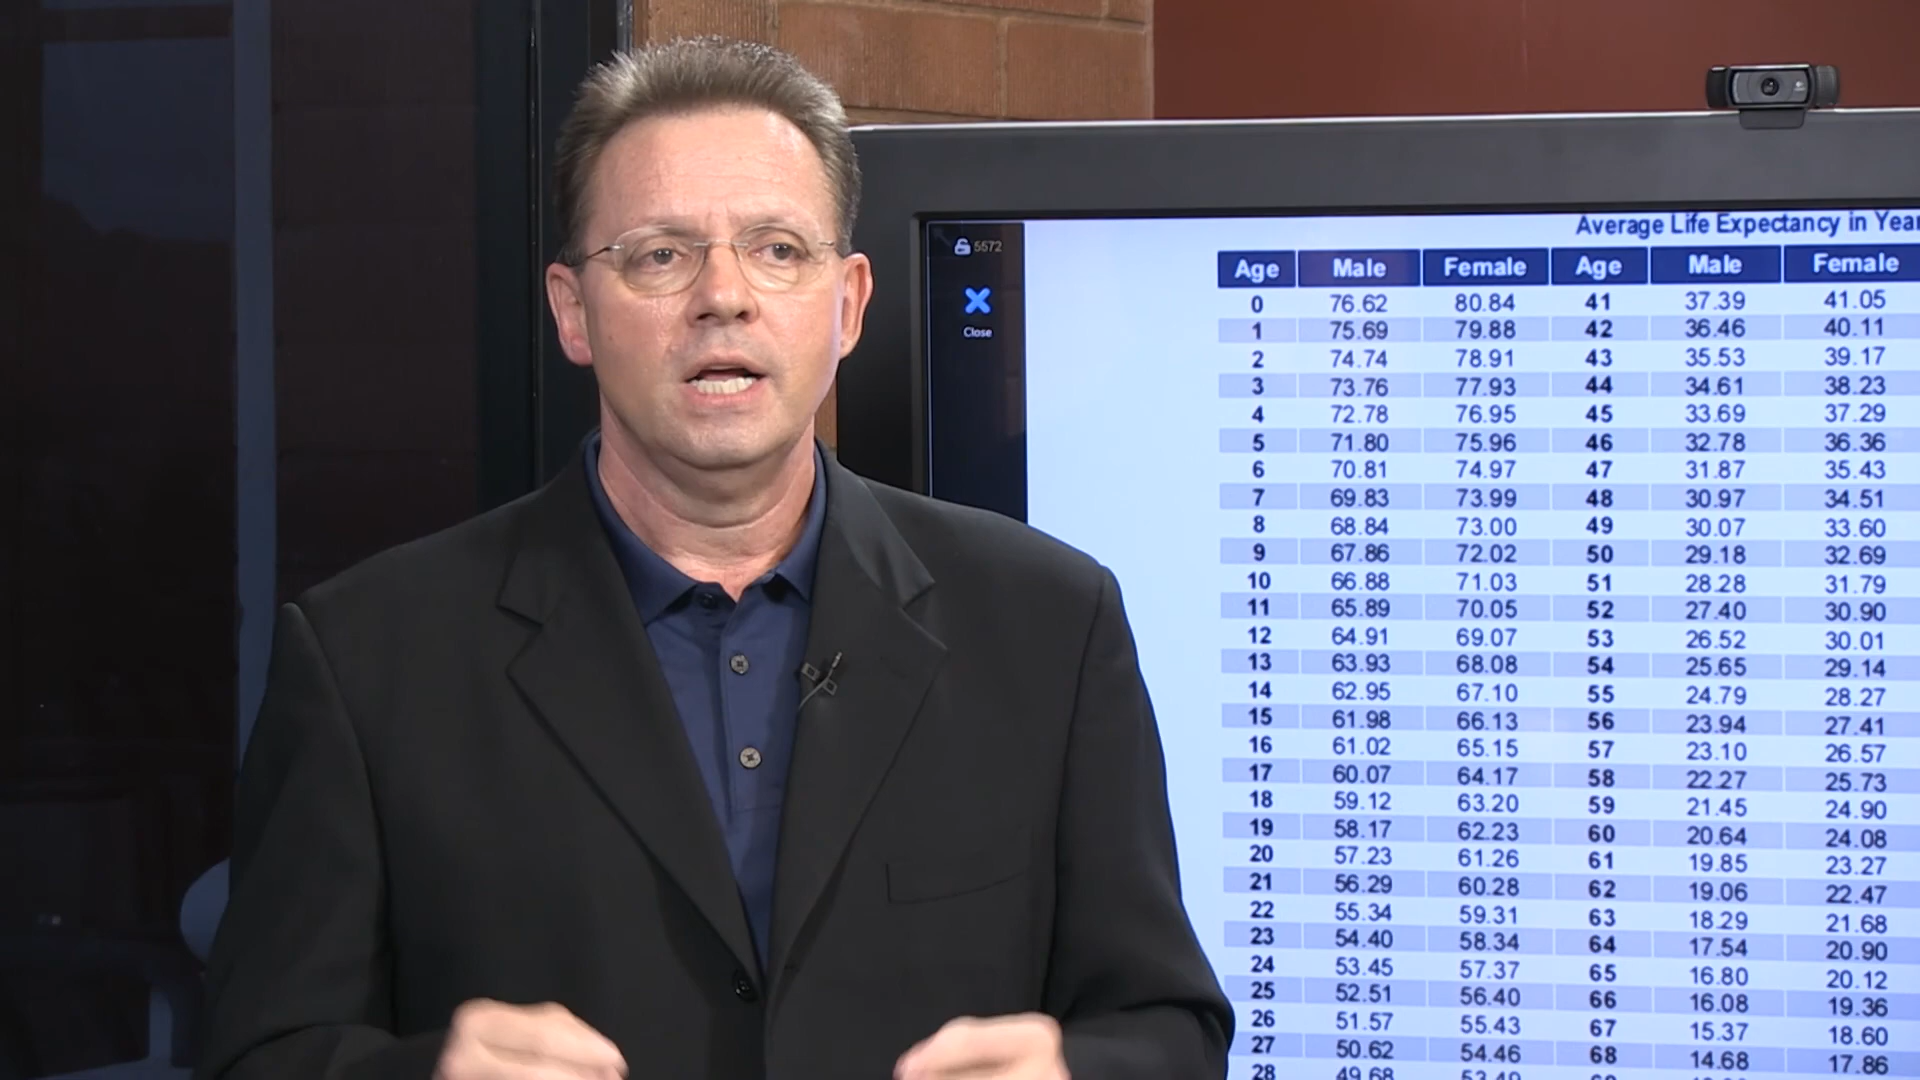 5572
Close
Average Life Expectancy in
Age Male Female Age Male Female
0 76.62 80.84 41 37.39 41.05
1 75.69 79.88 42 36.46 40.11
2 74.74 78.91 43 35.53 39.17
3 73.76 77.93 44 34.61 38.23
4 72.78 76.95 45 33.69 37.29
5 71.80 75.96 46 32.78 36.36
6 70.81 74.97 47 31.87 35.43
7 69.83 73.99 48 30.97 34.51
8 68.84 73.00 49 30.07 33.60
9 67.86 72.02 50 29.18 32.69
10 66.88 71.03 51 28.28 31.79
11 65.89 70.05 52 27.40 30.90
12 64.91 69.07 53 26.52 30.01
13 63.93 68.08 54 25.65 29.14
14 62.95 67.10 55 24.79 28.27
15 61.98 66.13 56 23.94 27.41
16 61.02 65.15 57 23.10 26.57
17 60.07 64.17 58 22.27 25.73
18 59.12 63.20 59 21.45 24.90
19 58.17 62.23 60 20.64 24.08
20 57.23 61.26 61 19.85 23.27
21 56.29 60.28 62 19.06 22.47
22 55.34 59.31 63 18.29 21.68
23 54.40 58.34 64 17.54 20.90
24 53.45 57.37 65 16.80 20.12
25 52.51 56.40 66 16.08 19.36
26 51.57 55.43 67 15.37 18.60
27 50.62 54.46 68 14.68 17.86
28 49.68